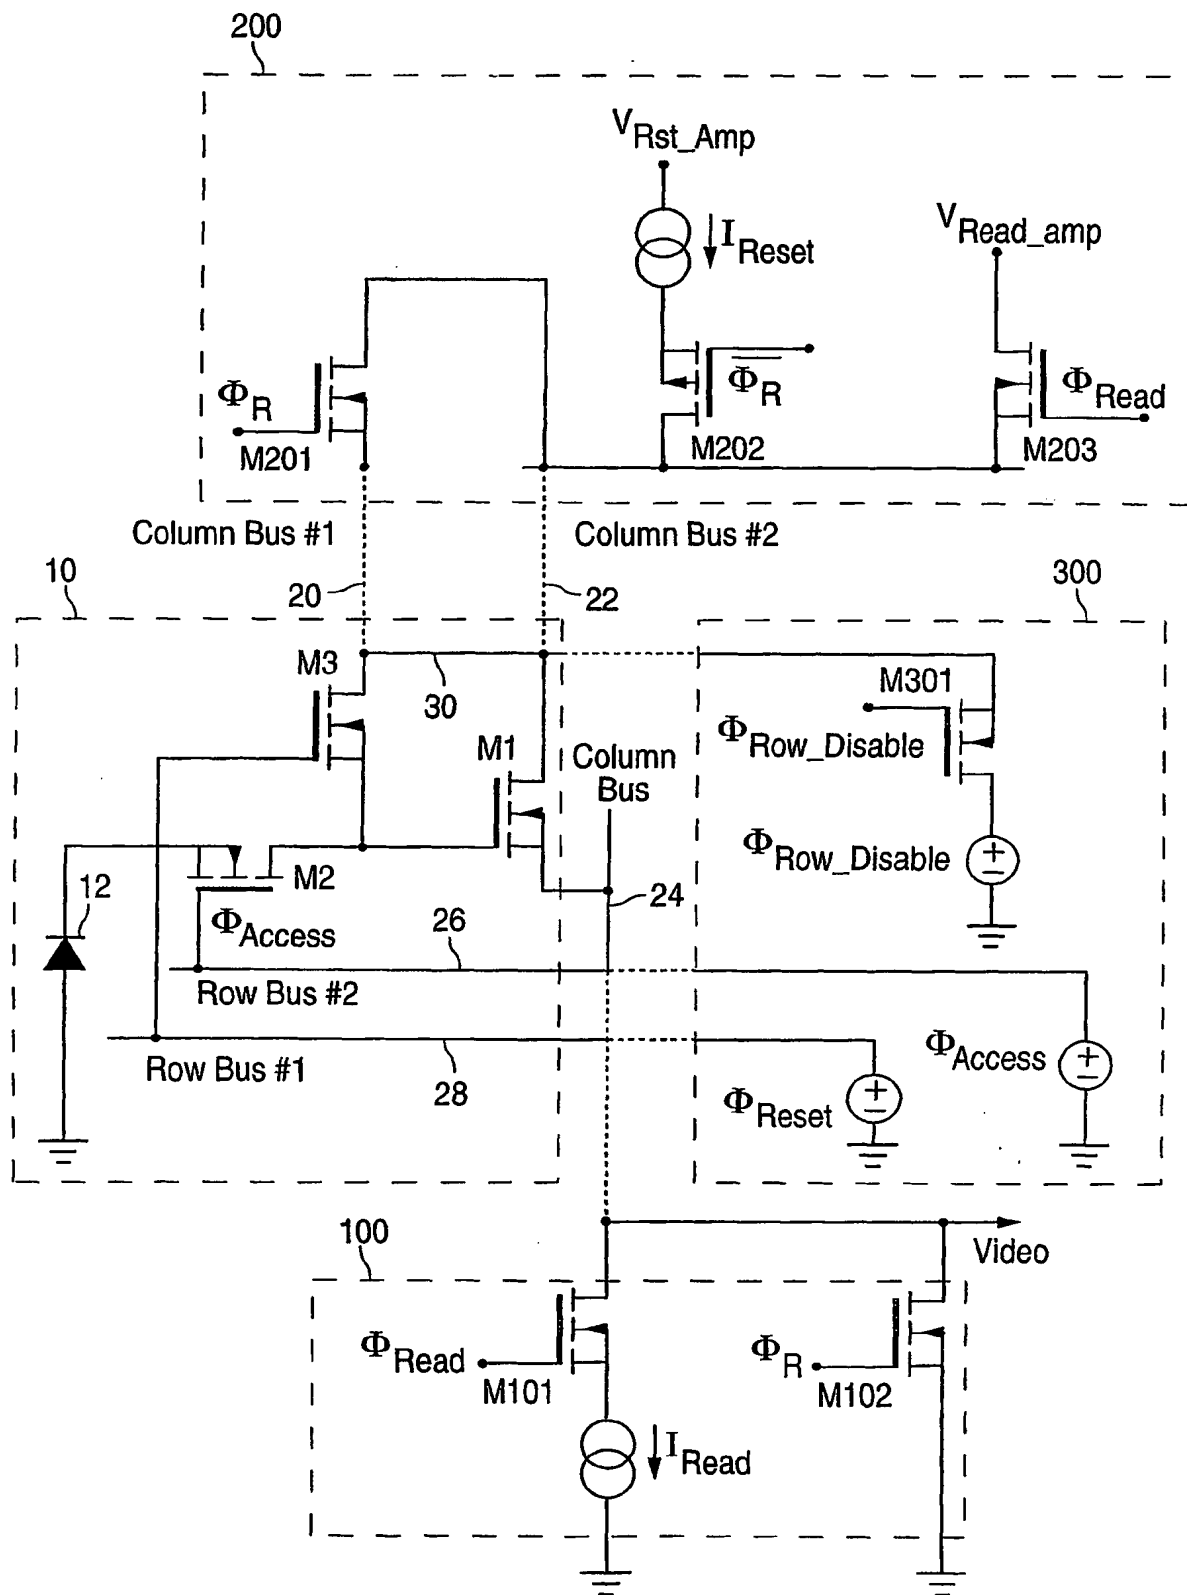 200
V_Rst_Amp
I_Reset
V_Read_amp
Φ_R
M201
Φ_R̅
M202
Φ_Read
M203
Column Bus #1
Column Bus #2
10
20
22
300
M3
30
M301
Φ_Row_Disable
M1
Column
Bus
Φ_Row_Disable
12
M2
Φ_Access
24
26
Row Bus #2
Row Bus #1
28
Φ_Access
Φ_Reset
100
Video
Φ_Read
M101
Φ_R
M102
I_Read